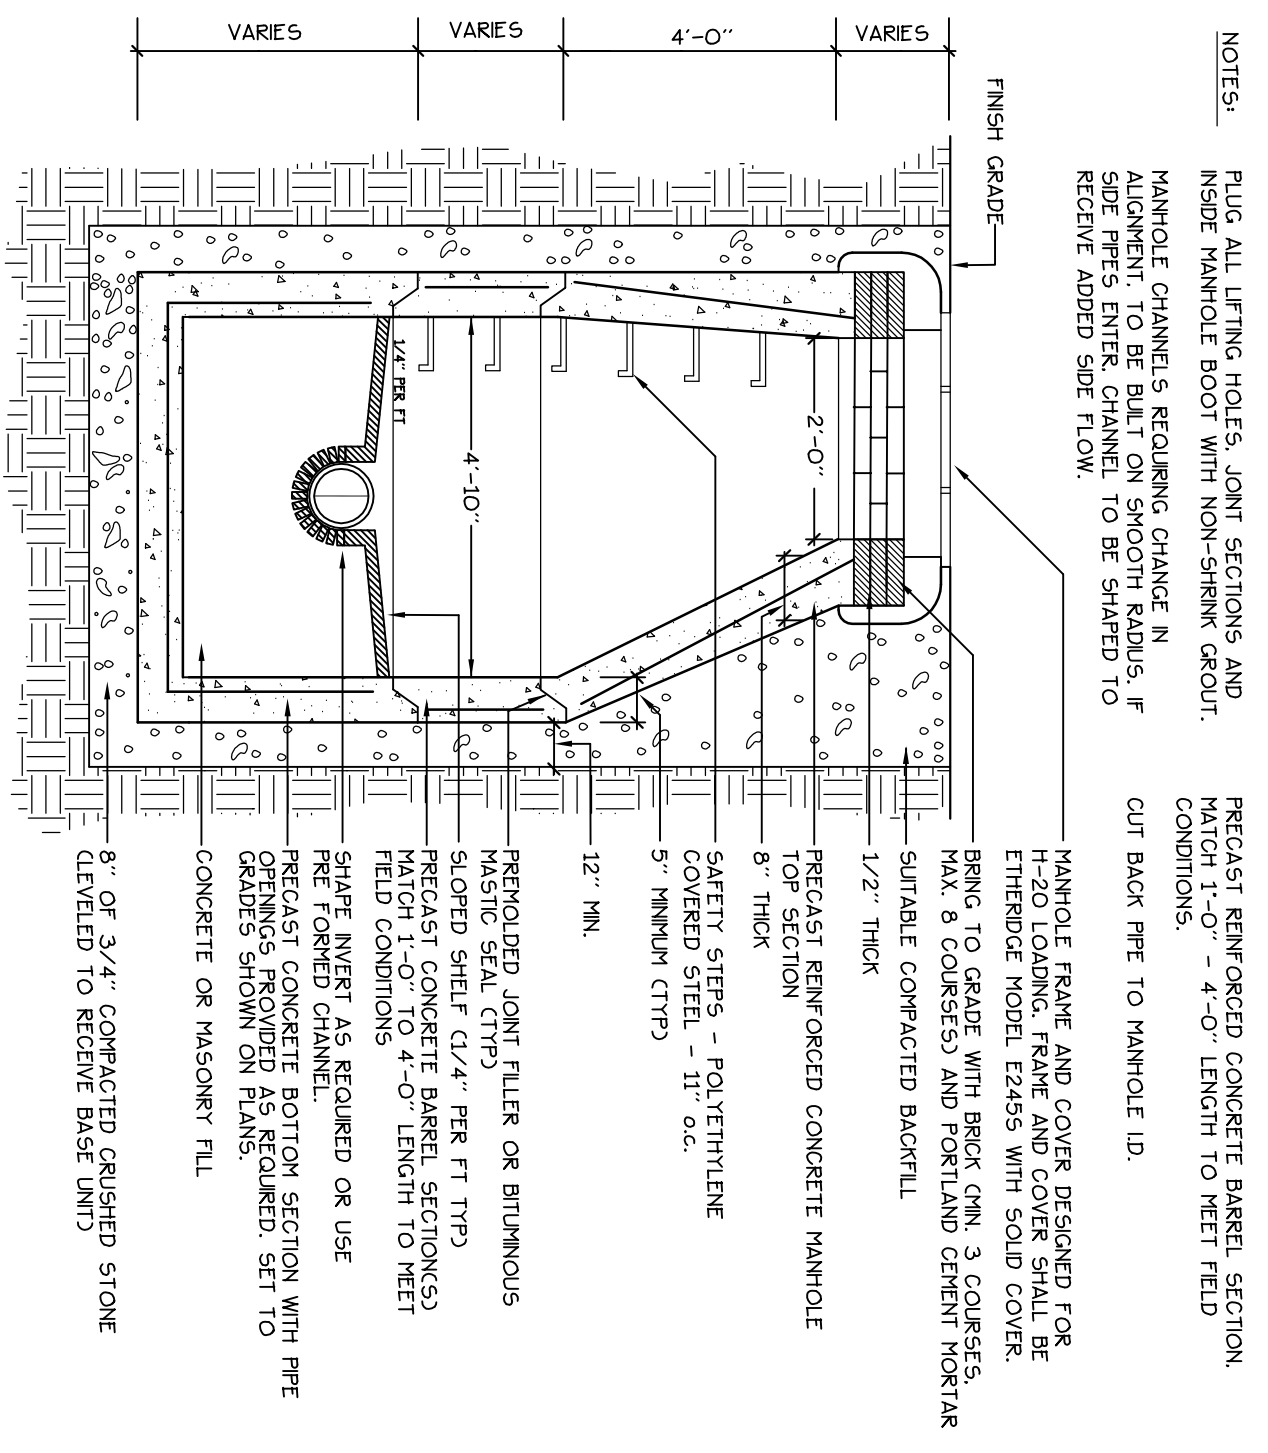 NOTES:
PLUG ALL LIFTING HOLES, JOINT SECTIONS AND
INSIDE MANHOLE BOOT WITH NON-SHRINK GROUT.
MANHOLE CHANNELS REQUIRING CHANGE IN
ALIGNMENT, TO BE BUILT ON SMOOTH RADIUS. IF
SIDE PIPES ENTER, CHANNEL TO BE SHAPED TO
RECEIVE ADDED SIDE FLOW.
PRECAST REINFORCED CONCRETE BARREL SECTION.
MATCH 1'-0" - 4'-0" LENGTH TO MEET FIELD
CONDITIONS.
CUT BACK PIPE TO MANHOLE I.D.
FINISH GRADE
VARIES
4'-0"
VARIES
VARIES
2'-0"
4'-10"
1/4" PER FT
MANHOLE FRAME AND COVER DESIGNED FOR
H-20 LOADING. FRAME AND COVER SHALL BE
ETHERIDGE MODEL E245S WITH SOLID COVER.
BRING TO GRADE WITH BRICK (MIN. 3 COURSES,
MAX. 8 COURSES) AND PORTLAND CEMENT MORTAR
SUITABLE COMPACTED BACKFILL
1/2" THICK
PRECAST REINFORCED CONCRETE MANHOLE
TOP SECTION
8" THICK
SAFETY STEPS - POLYETHYLENE
COVERED STEEL - 11" o.c.
5" MINIMUM (TYP)
12" MIN.
PREMOLDED JOINT FILLER OR BITUMINOUS
MASTIC SEAL (TYP)
SLOPED SHELF (1/4" PER FT TYP)
PRECAST CONCRETE BARREL SECTION(S)
MATCH 1'-0" TO 4'-0" LENGTH TO MEET
FIELD CONDITIONS
SHAPE INVERT AS REQUIRED OR USE
PRE FORMED CHANNEL.
PRECAST CONCRETE BOTTOM SECTION WITH PIPE
OPENINGS PROVIDED AS REQUIRED. SET TO
GRADES SHOWN ON PLANS.
CONCRETE OR MASONRY FILL
8" OF 3/4" COMPACTED CRUSHED STONE
(LEVELED TO RECEIVE BASE UNIT)